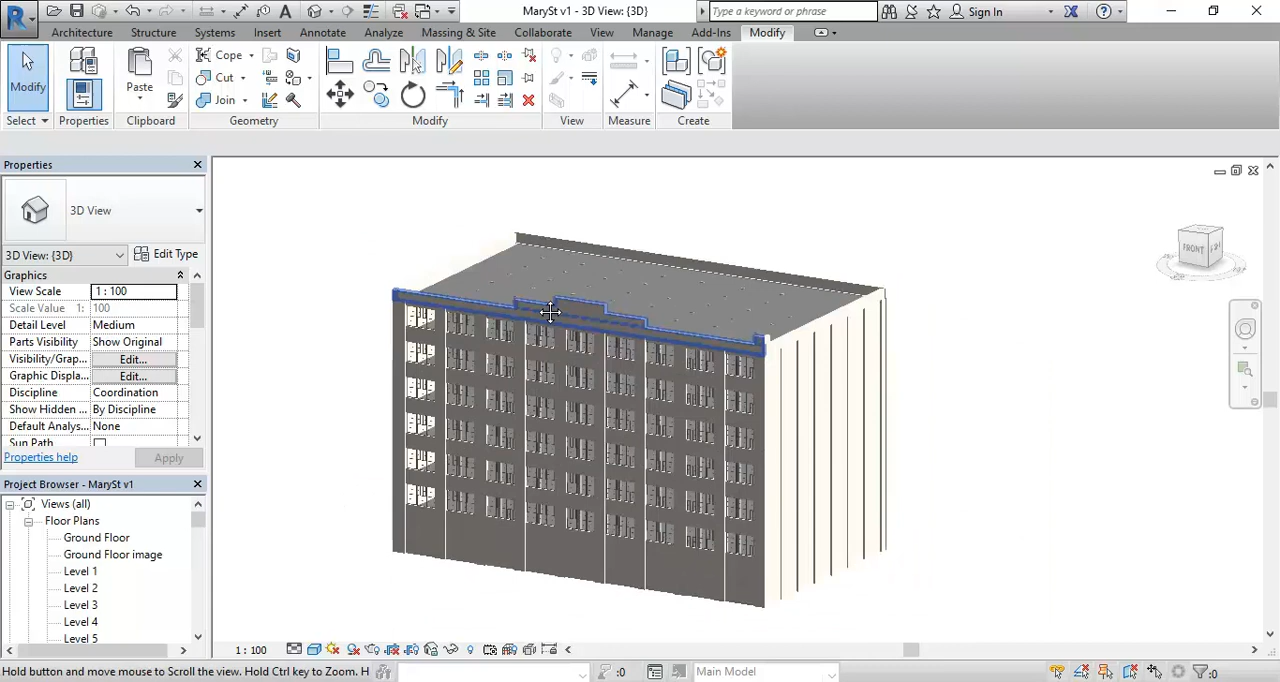 R MarySt v1 - 3D View: {3D} Type a keyword or phrase Sign In
Architecture Structure Systems Insert Annotate Analyze Massing & Site Collaborate View Manage Add-Ins Modify
Modify
Paste
Cope
Cut
Join
Select Properties Clipboard Geometry Modify View Measure Create
Properties
3D View
3D View: {3D} Edit Type
Graphics
View Scale 1 : 100
Scale Value 1: 100
Detail Level Medium
Parts Visibility Show Original
Visibility/Grap... Edit...
Graphic Displa... Edit...
Discipline Coordination
Show Hidden ... By Discipline
Default Analys... None
Sun Path
Properties help Apply
Project Browser - MarySt v1
Views (all)
Floor Plans
Ground Floor
Ground Floor image
Level 1
Level 2
Level 3
Level 4
Level 5
FRONT
1 : 100
Hold button and move mouse to Scroll the view. Hold Ctrl key to Zoom. H :0 Main Model :0